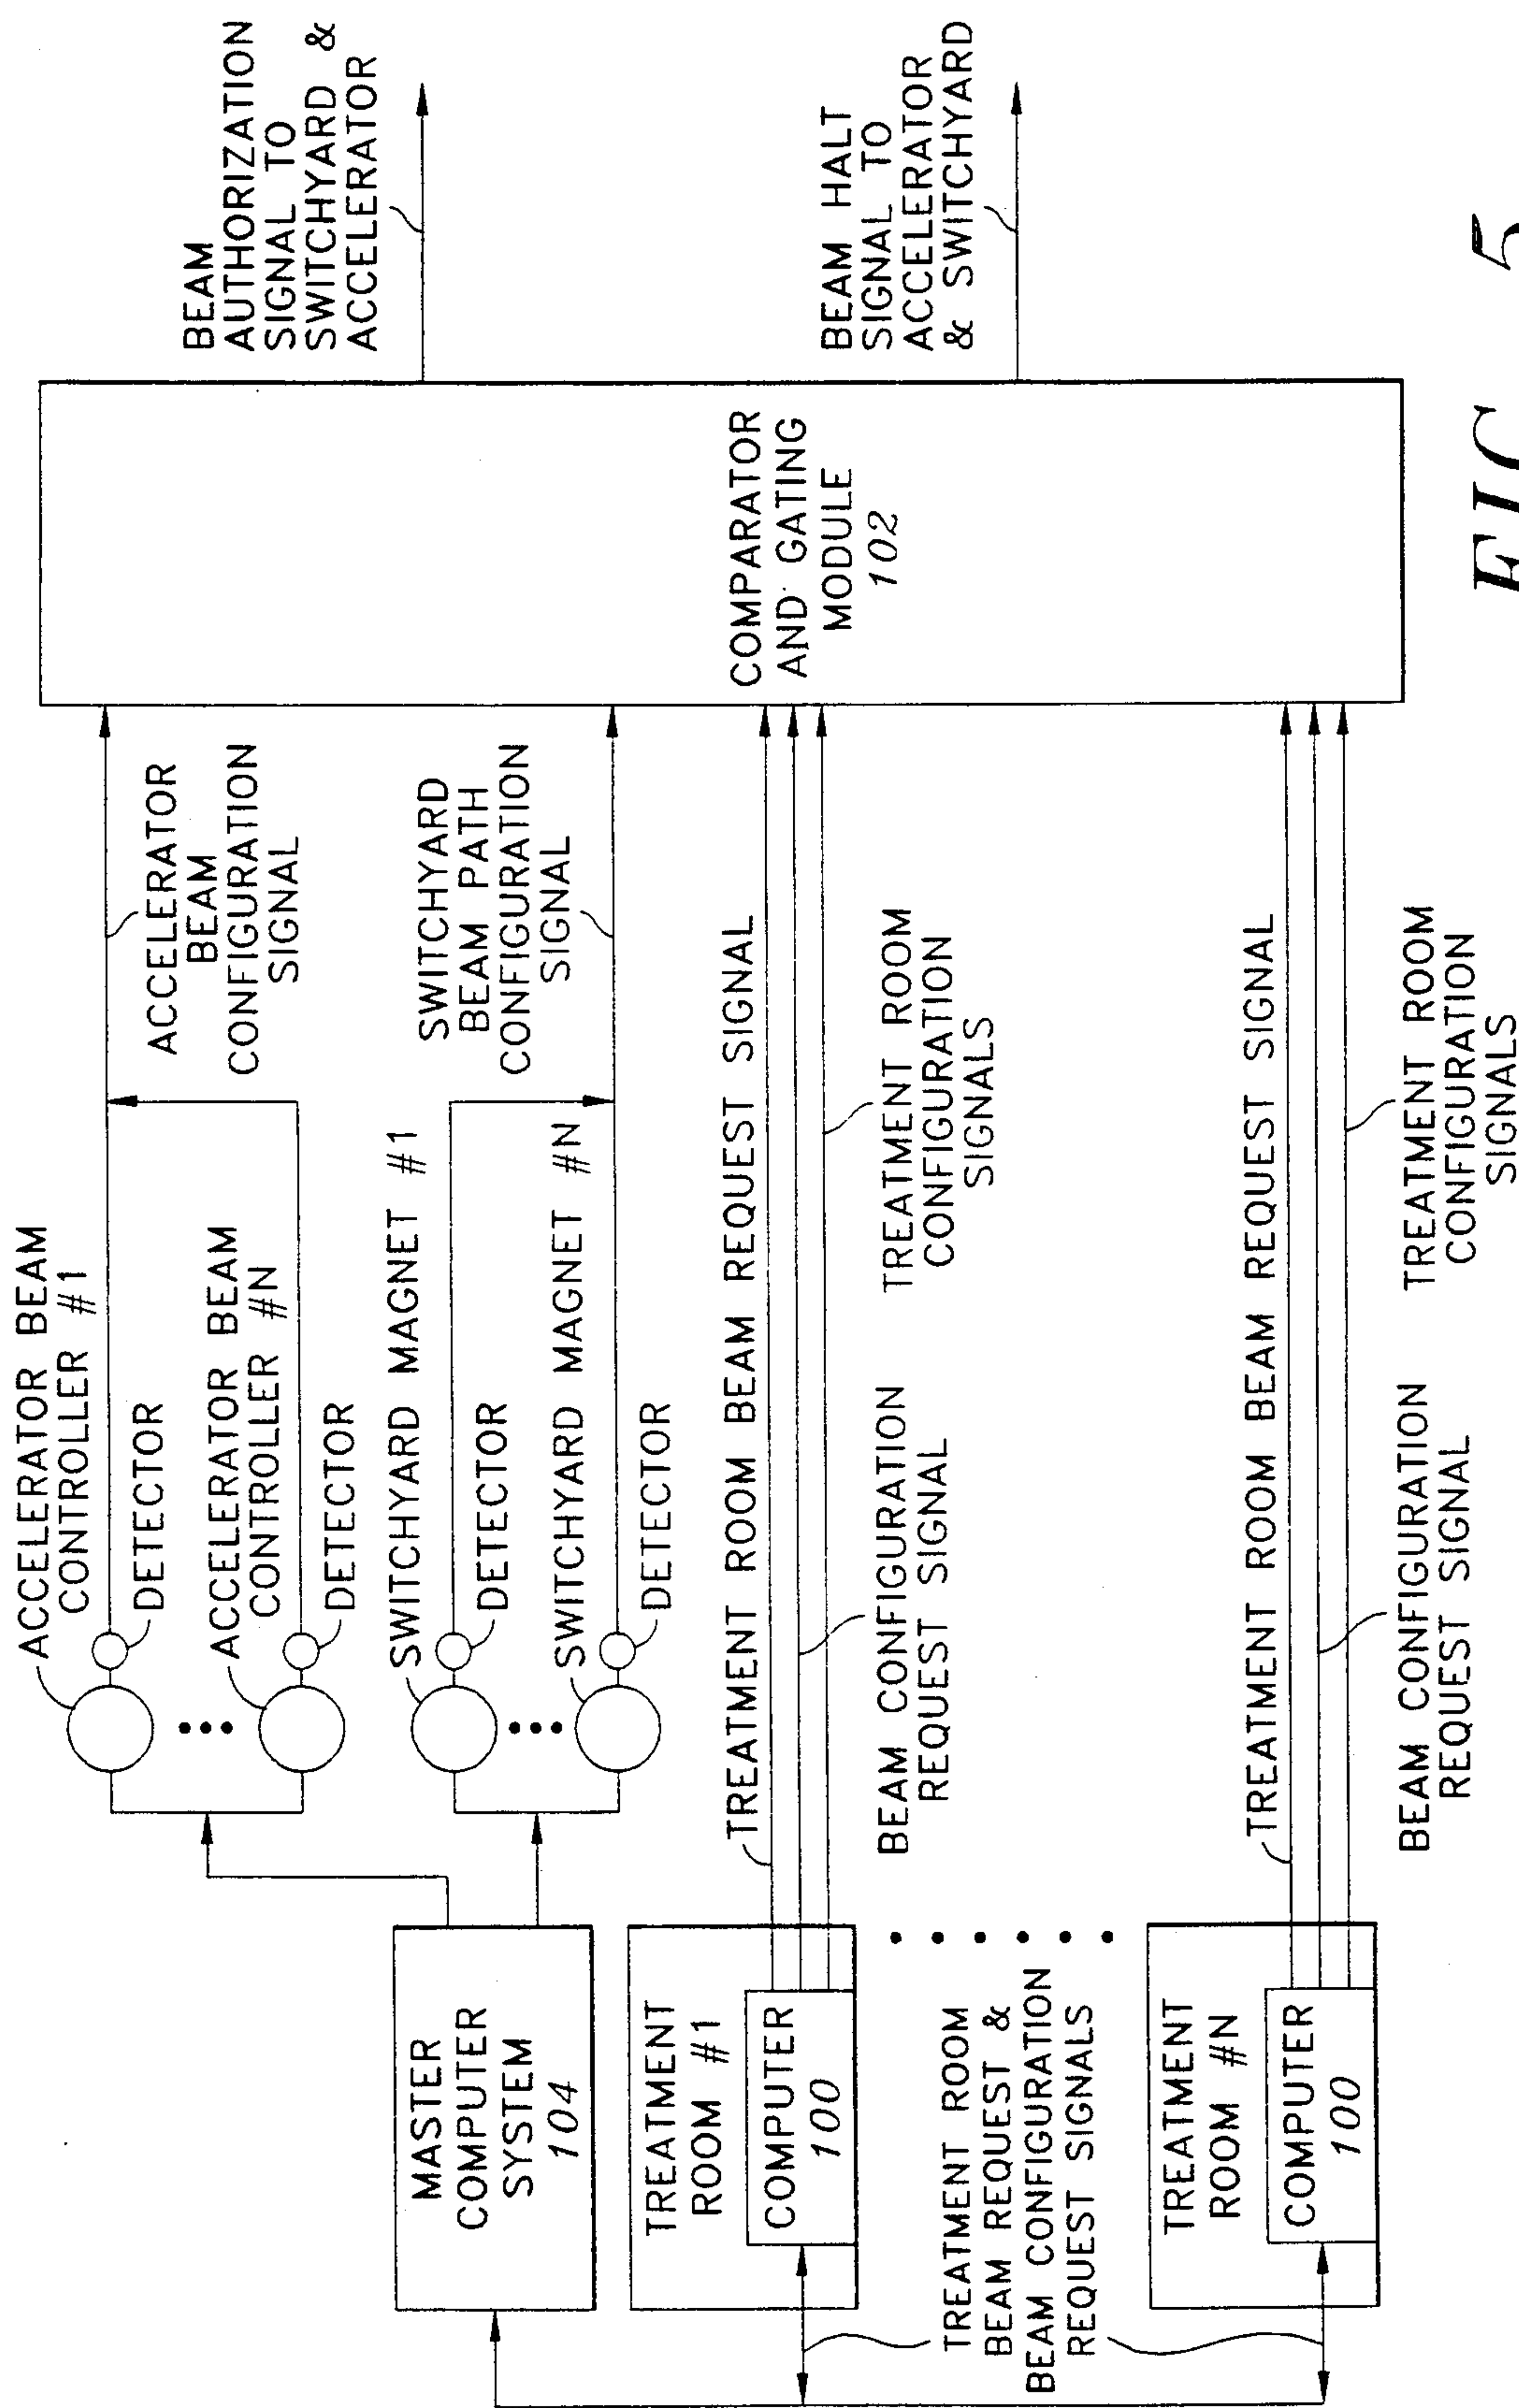 ACCELERATOR BEAM
CONTROLLER #1
DETECTOR
ACCELERATOR BEAM
CONTROLLER #N
DETECTOR
SWITCHYARD MAGNET #1
DETECTOR
SWITCHYARD MAGNET #N
DETECTOR
ACCELERATOR
BEAM
CONFIGURATION
SIGNAL
SWITCHYARD
BEAM PATH
CONFIGURATION
SIGNAL
BEAM
AUTHORIZATION
SIGNAL TO
SWITCHYARD &
ACCELERATOR
BEAM HALT
SIGNAL TO
ACCELERATOR
& SWITCHYARD
COMPARATOR
AND GATING
MODULE
102
MASTER
COMPUTER
SYSTEM
104
TREATMENT
ROOM #1
COMPUTER
100
TREATMENT ROOM BEAM REQUEST SIGNAL
BEAM CONFIGURATION
REQUEST SIGNAL
TREATMENT ROOM
CONFIGURATION
SIGNALS
TREATMENT ROOM
BEAM REQUEST &
BEAM CONFIGURATION
REQUEST SIGNALS
TREATMENT
ROOM #N
COMPUTER
100
TREATMENT ROOM BEAM REQUEST SIGNAL
BEAM CONFIGURATION
REQUEST SIGNAL
TREATMENT ROOM
CONFIGURATION
SIGNALS
FIG. 5